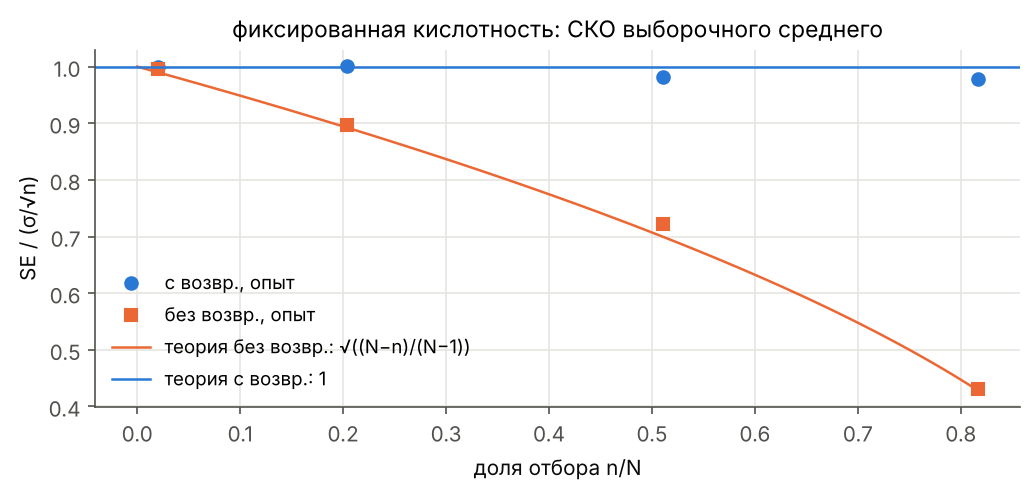 фиксированная кислотность: СКО выборочного среднего
SE / (σ/√n)
1.0
0.9
0.8
0.7
0.6
0.5
0.4
с возвр., опыт
без возвр., опыт
теория без возвр.: √((N−n)/(N−1))
теория с возвр.: 1
0.0 0.1 0.2 0.3 0.4 0.5 0.6 0.7 0.8
доля отбора n/N